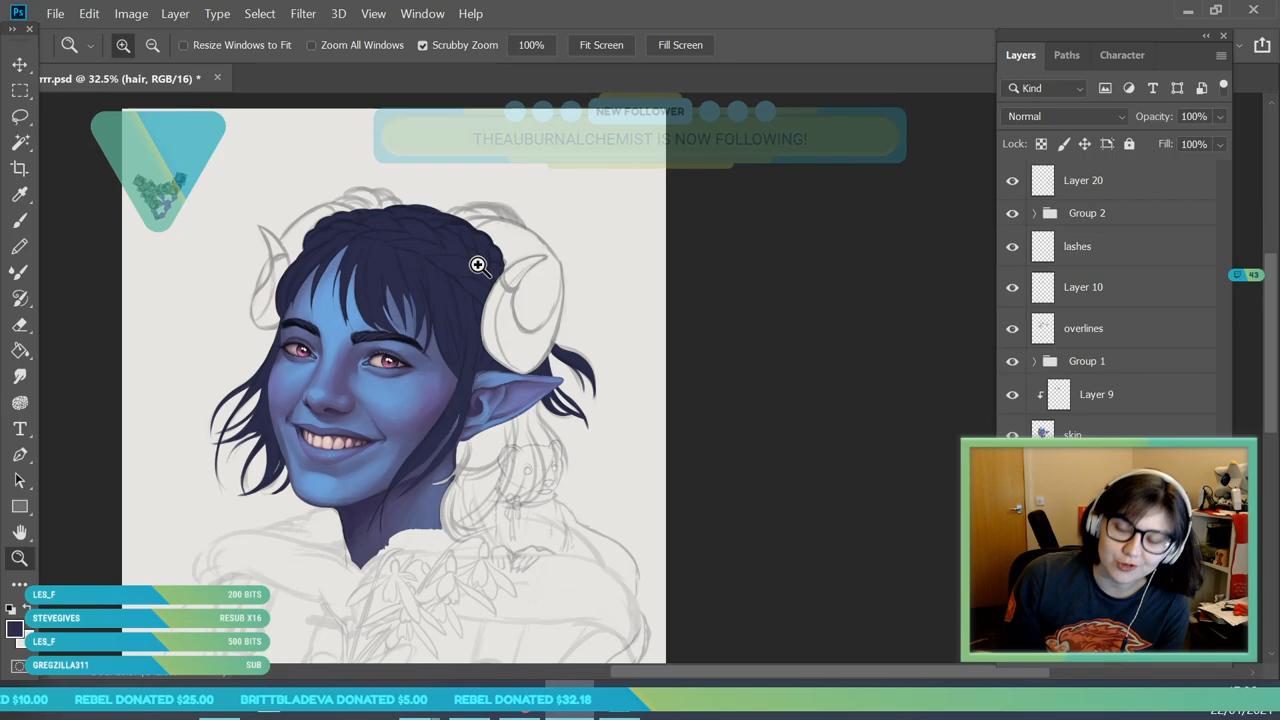 Ps File Edit Image Layer Type Select Filter 3D View Window Help
Resize Windows to Fit Zoom All Windows Scrubby Zoom 100% Fit Screen Fill Screen
rrr.psd @ 32.5% (hair, RGB/16) *
NEW FOLLOWER
THEAUBURNALCHEMIST IS NOW FOLLOWING!
Layers Paths Character
Kind
Normal Opacity: 100%
Lock: Fill: 100%
Layer 20
Group 2
lashes
Layer 10
overlines
Group 1
Layer 9
skin
43
LES_F 200 BITS
STEVEGIVES RESUB X16
LES_F 500 BITS
GREGZILLA311 SUB
D $10.00 REBEL DONATED $25.00 BRITTBLADEVA DONATED $5.00 REBEL DONATED $32.18